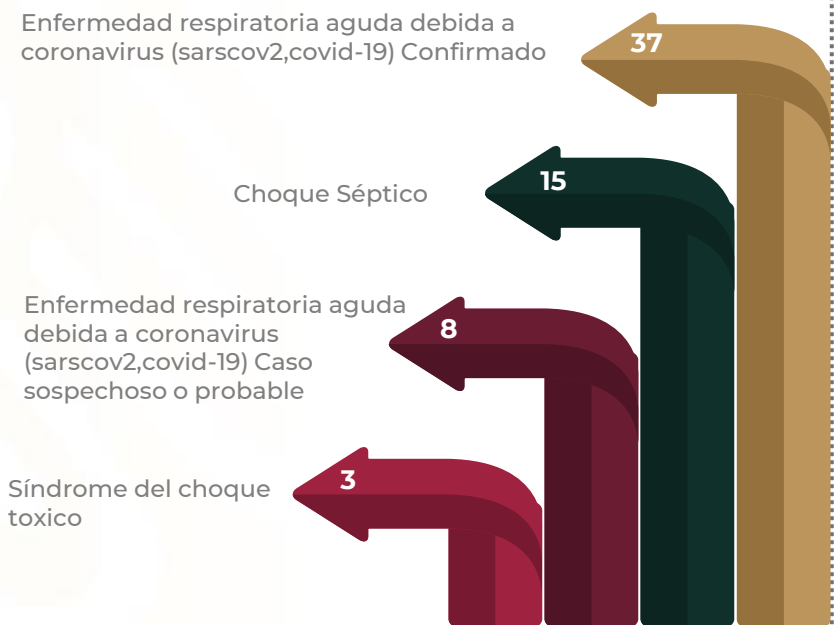 Enfermedad respiratoria aguda debida a
coronavirus (sarscov2,covid-19) Confirmado
37
Choque Séptico
15
Enfermedad respiratoria aguda
debida a coronavirus
(sarscov2,covid-19) Caso
sospechoso o probable
8
Síndrome del choque
toxico
3